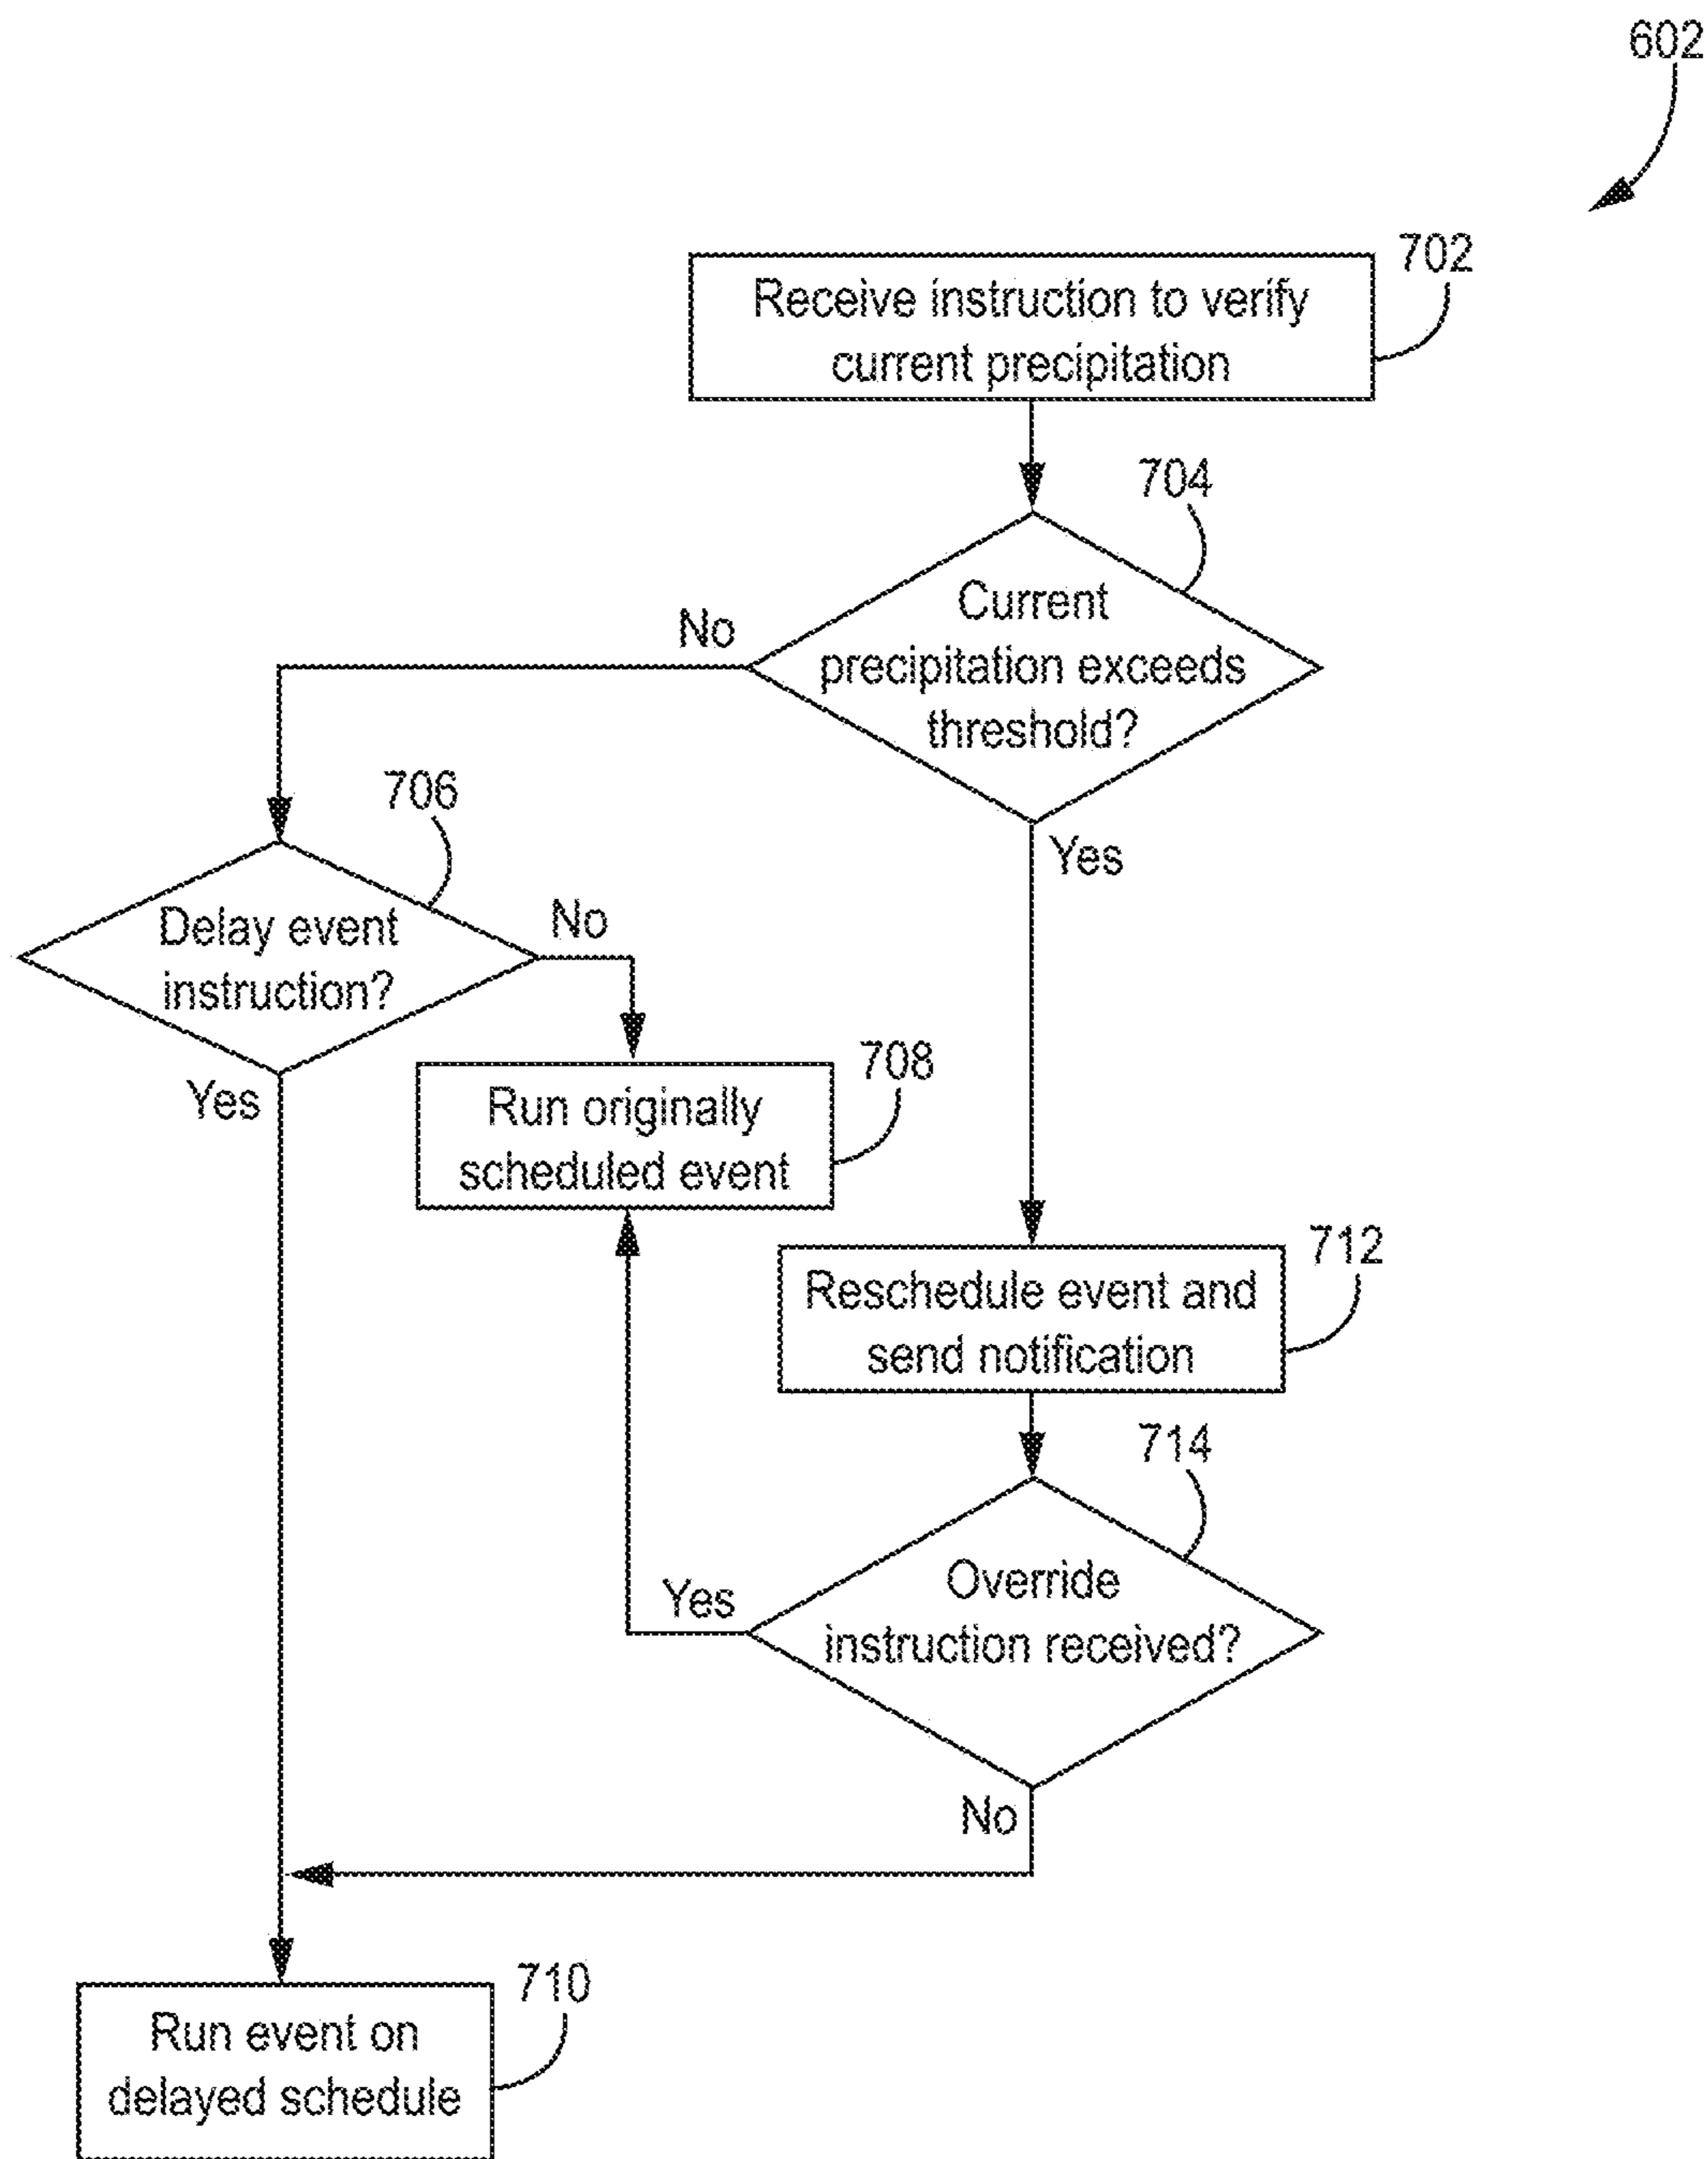 602
702
Receive instruction to verify
current precipitation
704
Current
precipitation exceeds
threshold?
No
Yes
706
Delay event
instruction?
No
Yes
708
Run originally
scheduled event
712
Reschedule event and
send notification
714
Override
instruction received?
Yes
No
710
Run event on
delayed schedule